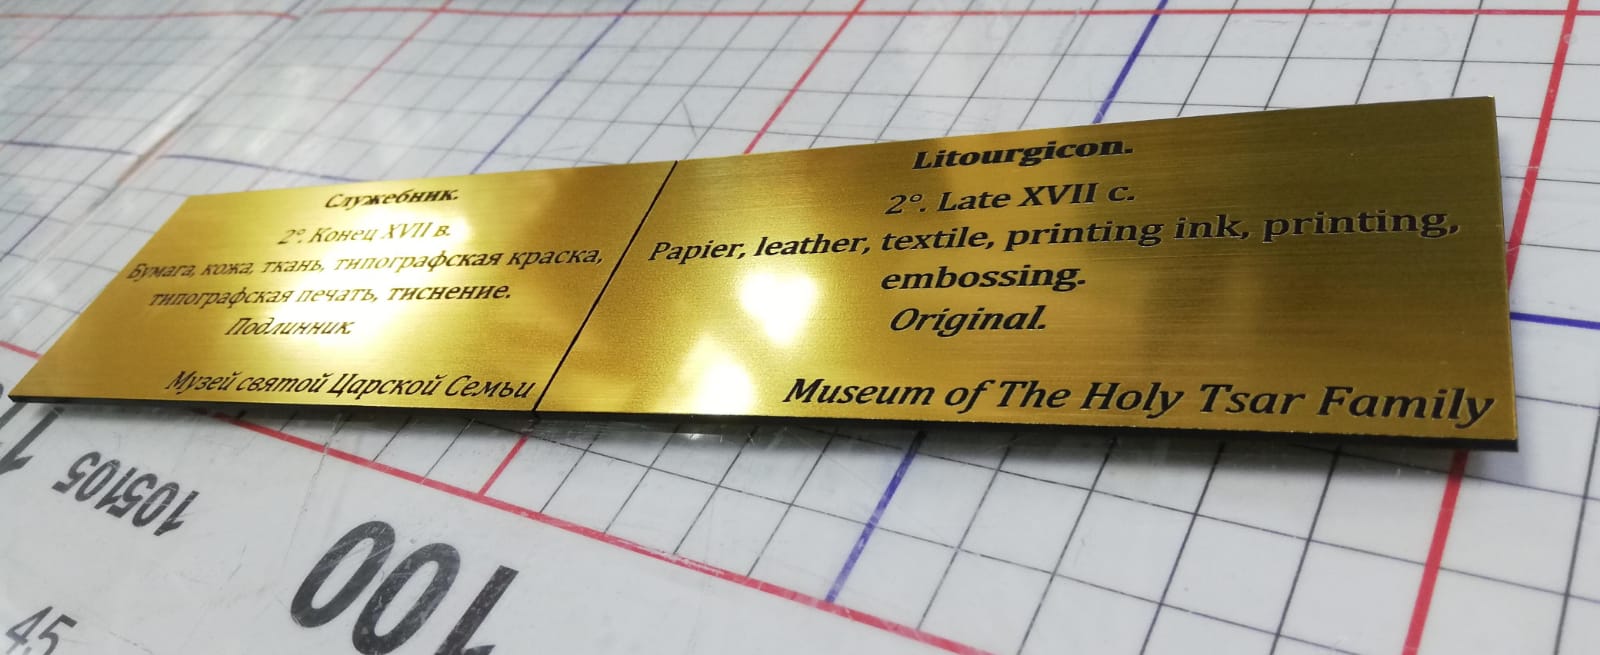 Служебник.
2°. Конец XVII в.
Бумага, кожа, ткань, типографская краска,
типографская печать, тиснение.
Подлинник.
Музей святой Царской Семьи
Litourgicon.
2°. Late XVII c.
Papier, leather, textile, printing ink, printing,
embossing.
Original.
Museum of The Holy Tsar Family
105105
100
45